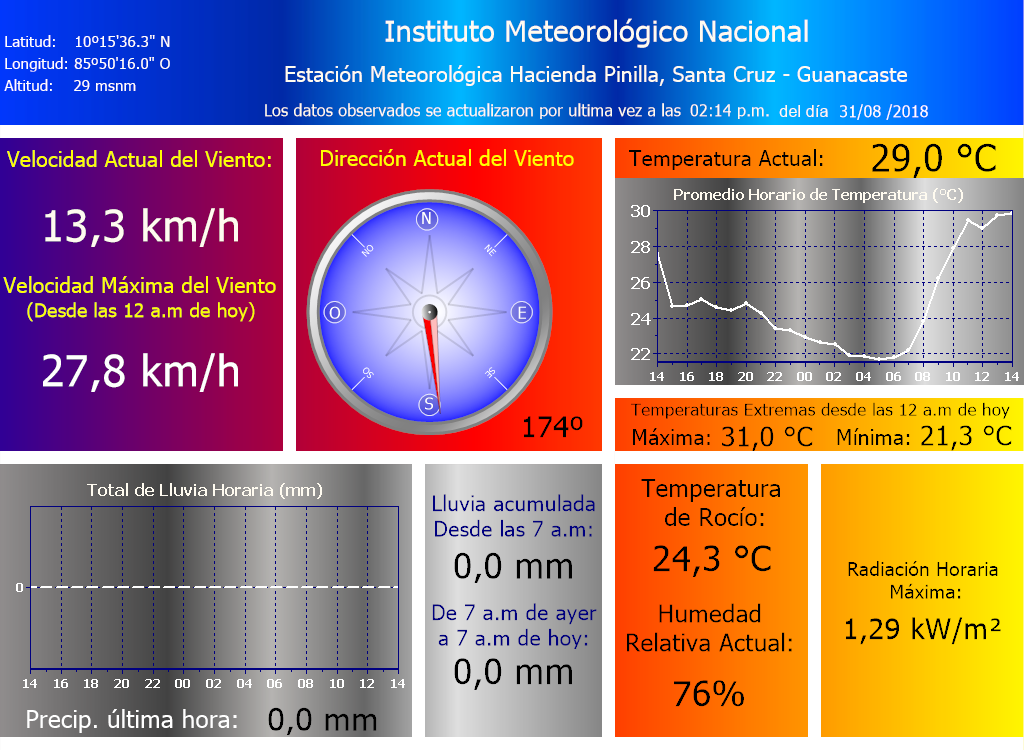 Instituto Meteorológico Nacional
Latitud: 10º15'36.3" N
Longitud: 85º50'16.0" O
Altitud: 29 msnm
Estación Meteorológica Hacienda Pinilla, Santa Cruz - Guanacaste
Los datos observados se actualizaron por ultima vez a las 02:14 p.m. del día 31/08 /2018
Velocidad Actual del Viento:
13,3 km/h
Velocidad Máxima del Viento
(Desde las 12 a.m de hoy)
27,8 km/h
Dirección Actual del Viento
N
NO
NE
O
E
SO
SE
S
174º
Temperatura Actual: 29,0 °C
Promedio Horario de Temperatura (°C)
30
28
26
24
22
14 16 18 20 22 00 02 04 06 08 10 12 14
Temperaturas Extremas desde las 12 a.m de hoy
Máxima: 31,0 °C Mínima: 21,3 °C
Total de Lluvia Horaria (mm)
0
14 16 18 20 22 00 02 04 06 08 10 12 14
Precip. última hora: 0,0 mm
Lluvia acumulada
Desde las 7 a.m:
0,0 mm
De 7 a.m de ayer
a 7 a.m de hoy:
0,0 mm
Temperatura
de Rocío:
24,3 °C
Humedad
Relativa Actual:
76%
Radiación Horaria
Máxima:
1,29 kW/m²